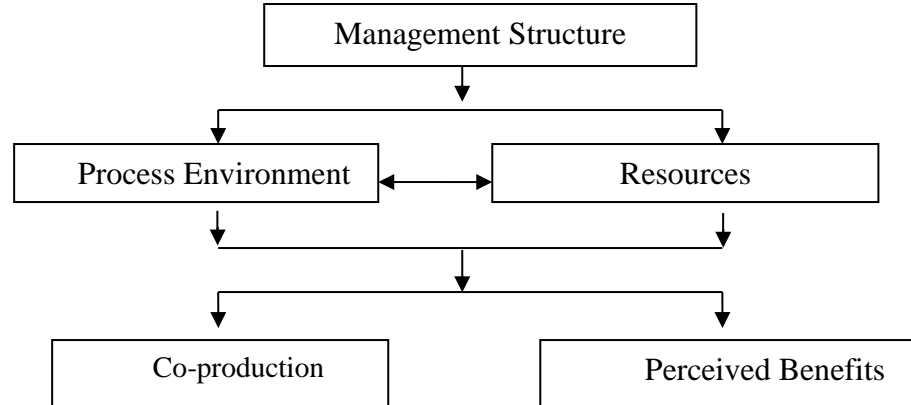 Management Structure
Process Environment
Resources
Co-production
Perceived Benefits